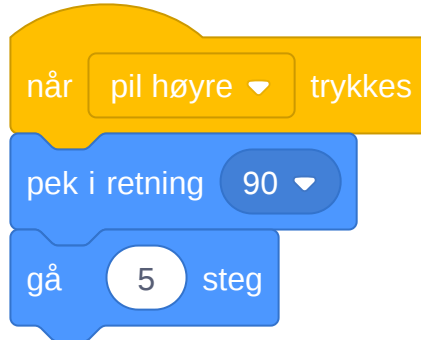 når pil høyre trykkes
pek i retning 90
gå 5 steg